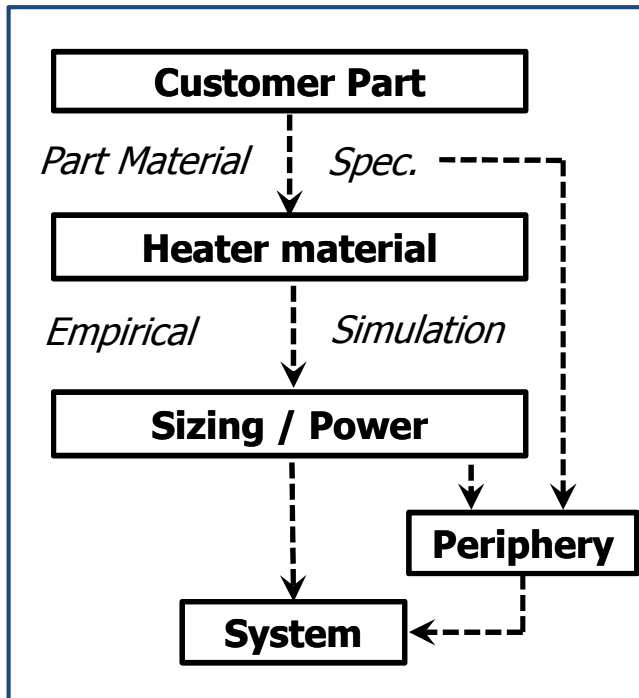 Customer Part
Part Material Spec.
Heater material
Empirical Simulation
Sizing / Power
Periphery
System